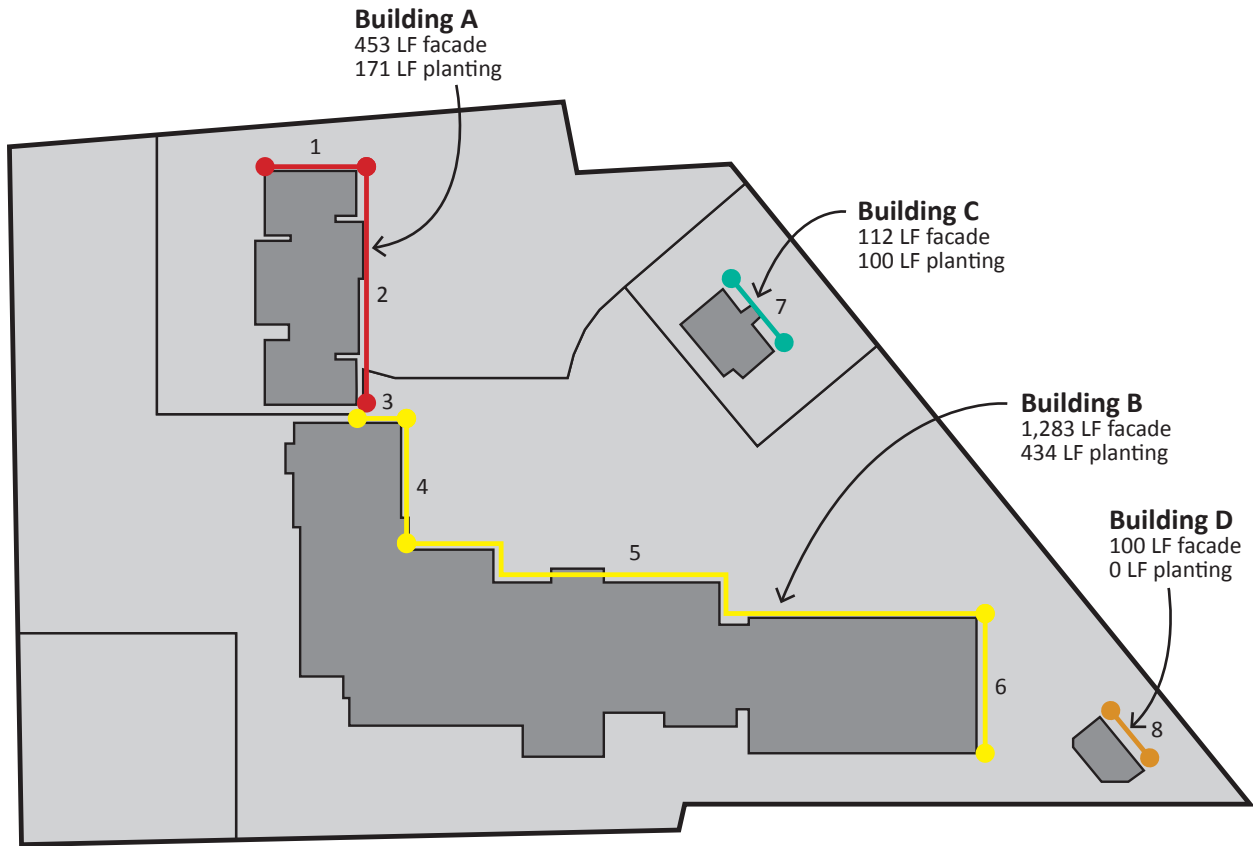 Building A
453 LF facade
171 LF planting
1
2
3
4
5
6
Building C
112 LF facade
100 LF planting
7
Building B
1,283 LF facade
434 LF planting
Building D
100 LF facade
0 LF planting
8